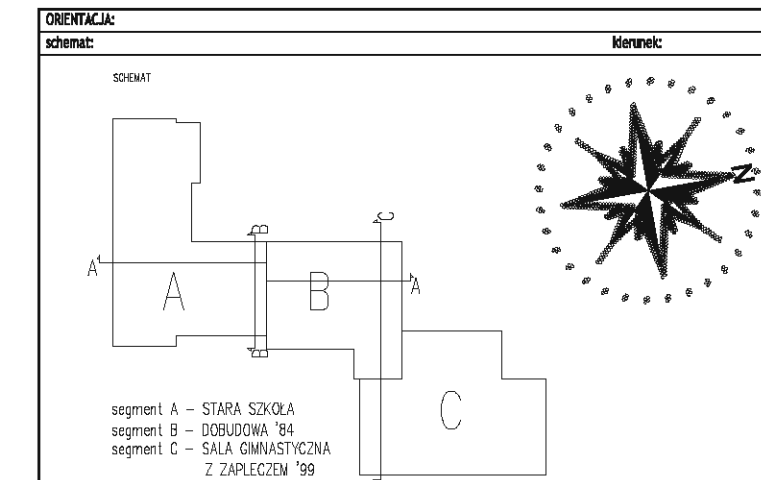 ORIENTACJA:
schemat: kierunek:
SCHEMAT
N
C
B
A
A
B
A
B
C
segment A – STARA SZKOŁA
segment B – DOBUDOWA '84
segment C – SALA GIMNASTYCZNA
Z ZAPLECZEM '99